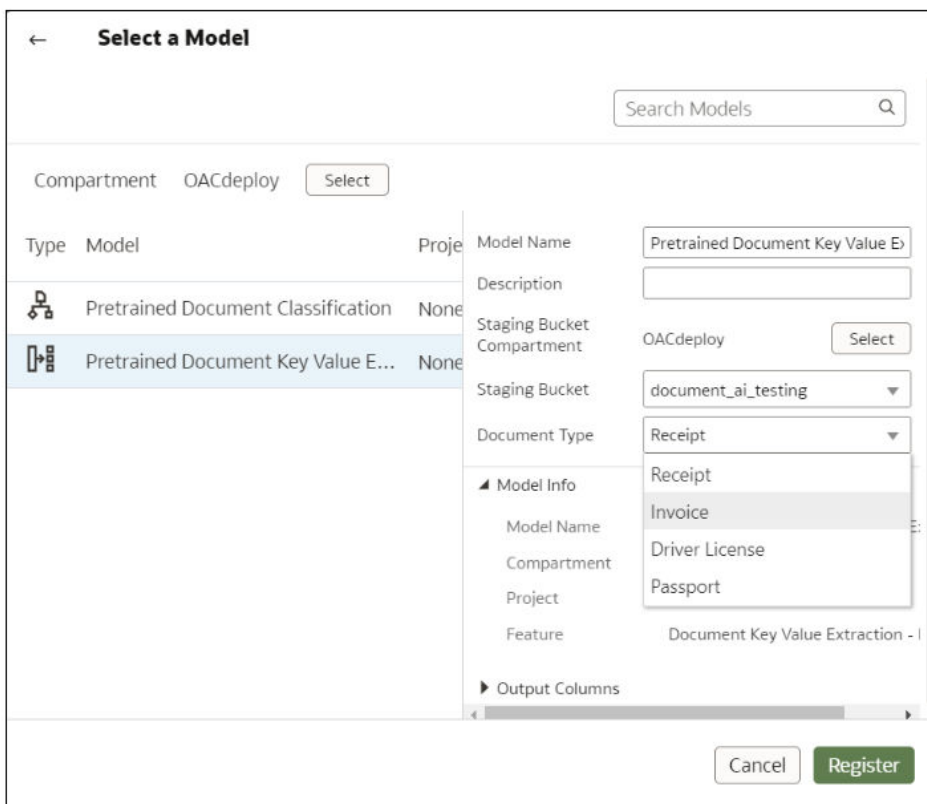 ← Select a Model
Search Models
Compartment OACdeploy Select
Type Model Proje
Pretrained Document Classification None
Pretrained Document Key Value E... None
Model Name Pretrained Document Key Value E
Description
Staging Bucket
Compartment OACdeploy Select
Staging Bucket document_ai_testing
Document Type Receipt
Receipt
Invoice
Driver License
Passport
Model Info
Model Name
Compartment
Project
Feature Document Key Value Extraction -
Output Columns
Cancel Register